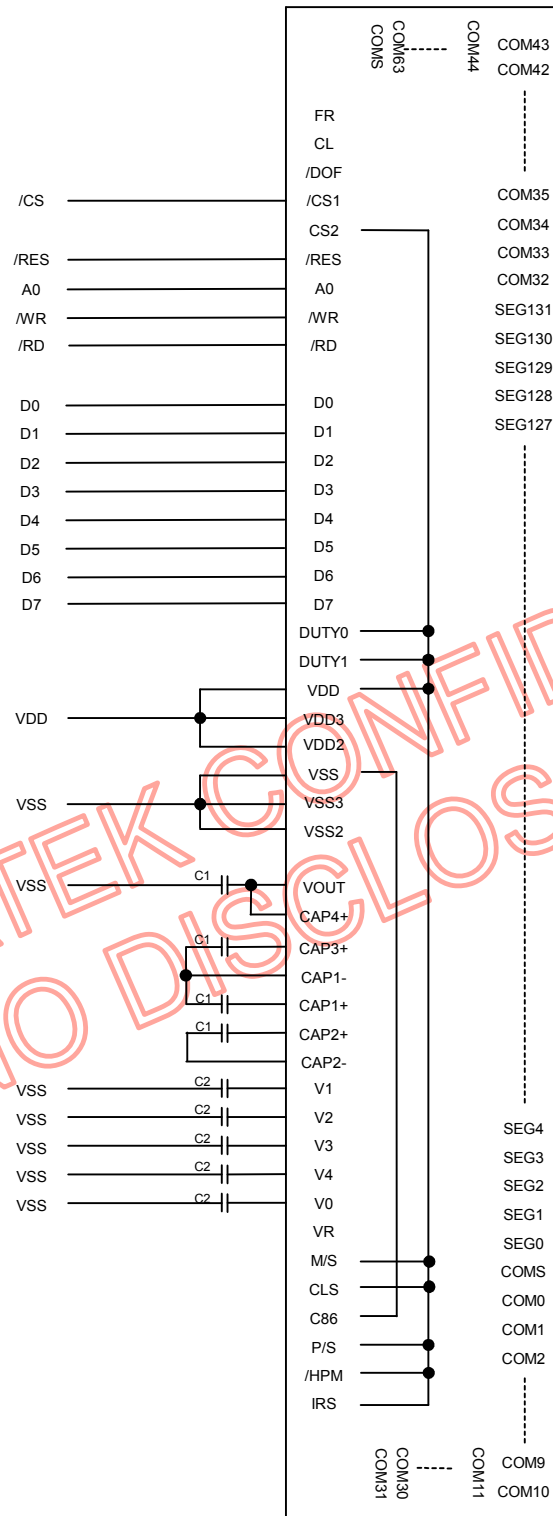 COMS
COM63
COM44
COM43
COM42
FR
CL
/DOF
/CS
/CS1
COM35
CS2
COM34
/RES
/RES
COM33
A0
A0
COM32
/WR
/WR
SEG131
/RD
/RD
SEG130
SEG129
SEG128
SEG127
D0
D0
D1
D1
D2
D2
D3
D3
D4
D4
D5
D5
D6
D6
D7
D7
DUTY0
DUTY1
VDD
VDD
VDD3
VDD2
VSS
VSS
VSS3
VSS2
VSS
C1
VOUT
CAP4+
C1
CAP3+
CAP1-
C1
CAP1+
C1
CAP2+
CAP2-
VSS
C2
V1
VSS
C2
V2
VSS
C2
V3
VSS
C2
V4
VSS
C2
V0
VR
SEG4
SEG3
SEG2
SEG1
SEG0
M/S
COMS
CLS
COM0
C86
COM1
P/S
COM2
/HPM
IRS
COM31
COM30
COM11
COM9
COM10
TEK CONFID
NO DISCLOS